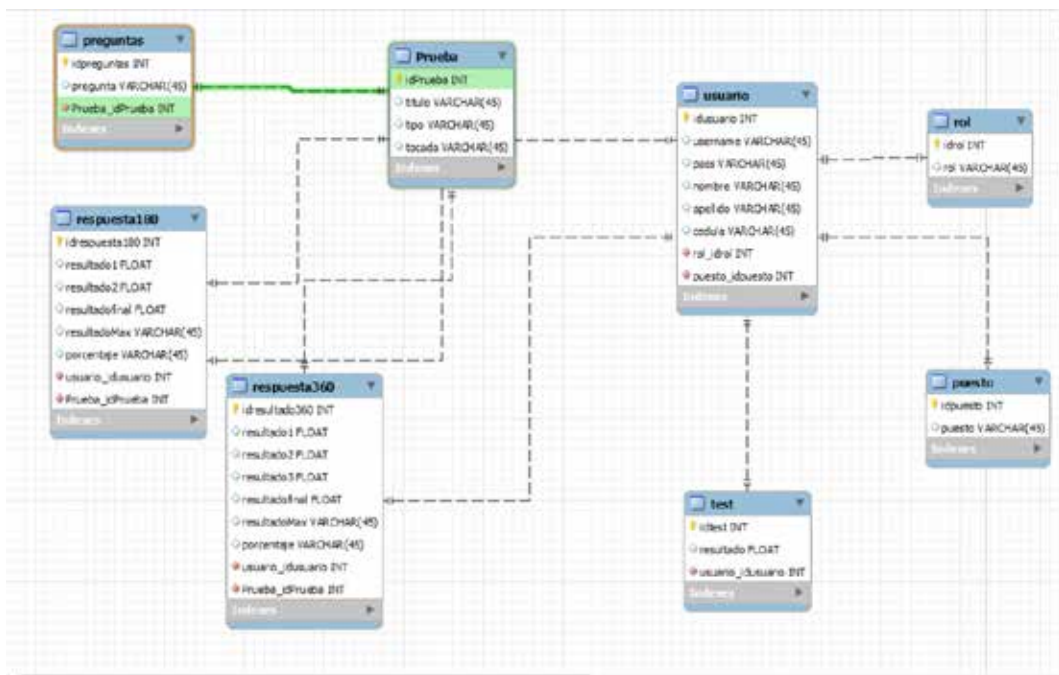 preguntas
idpreguntas INT
pregunta VARCHAR(45)
Prueba_idPrueba INT
Indexes
Prueba
idPrueba INT
titulo VARCHAR(45)
tipo VARCHAR(45)
tocada VARCHAR(45)
Indexes
usuario
idusuario INT
username VARCHAR(45)
pass VARCHAR(45)
nombre VARCHAR(45)
apellido VARCHAR(45)
cedula VARCHAR(45)
rol_idrol INT
puesto_idpuesto INT
Indexes
rol
idrol INT
rol VARCHAR(45)
Indexes
respuesta180
idrespuesta180 INT
resultado1 FLOAT
resultado2 FLOAT
resultadofinal FLOAT
resultadoMax VARCHAR(45)
porcentaje VARCHAR(45)
usuario_idusuario INT
Prueba_idPrueba INT
Indexes
respuesta360
idresultado360 INT
resultado1 FLOAT
resultado2 FLOAT
resultado3 FLOAT
resultadofinal FLOAT
resultadoMax VARCHAR(45)
porcentaje VARCHAR(45)
usuario_idusuario INT
Prueba_idPrueba INT
Indexes
puesto
idpuesto INT
puesto VARCHAR(45)
Indexes
test
idtest INT
resultado FLOAT
usuario_idusuario INT
Indexes